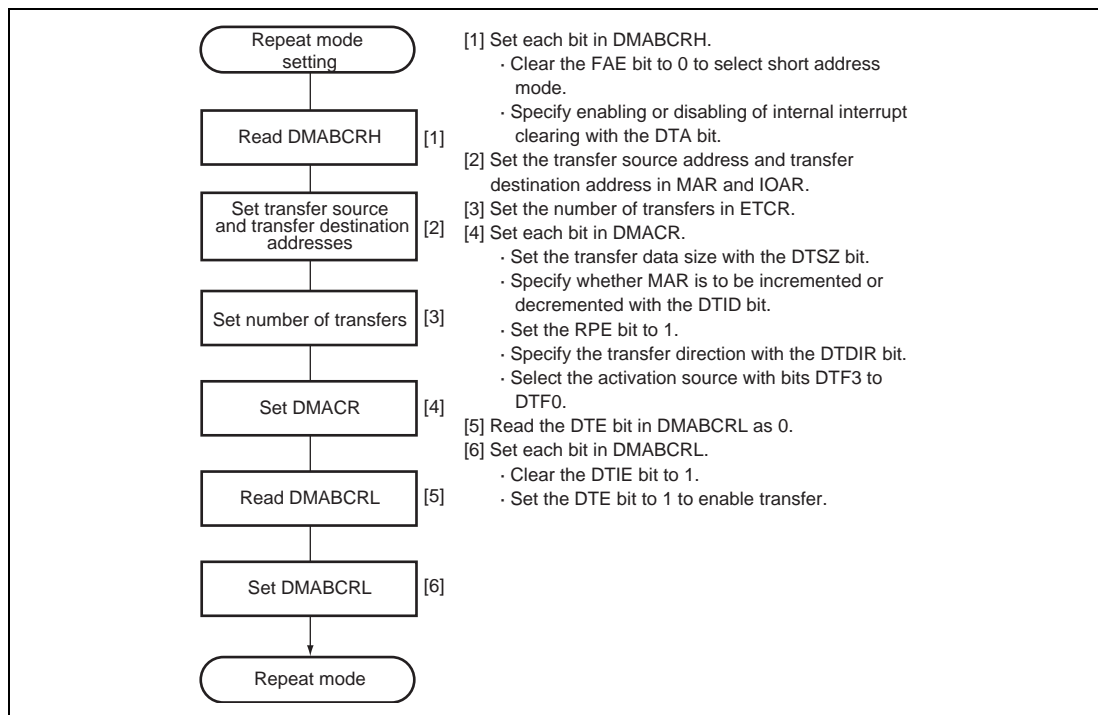 Repeat mode
setting
Read DMABCRH
[1]
Set transfer source
and transfer destination
addresses
[2]
Set number of transfers
[3]
Set DMACR
[4]
Read DMABCRL
[5]
Set DMABCRL
[6]
Repeat mode
[1] Set each bit in DMABCRH.
· Clear the FAE bit to 0 to select short address
mode.
· Specify enabling or disabling of internal interrupt
clearing with the DTA bit.
[2] Set the transfer source address and transfer
destination address in MAR and IOAR.
[3] Set the number of transfers in ETCR.
[4] Set each bit in DMACR.
· Set the transfer data size with the DTSZ bit.
· Specify whether MAR is to be incremented or
decremented with the DTID bit.
· Set the RPE bit to 1.
· Specify the transfer direction with the DTDIR bit.
· Select the activation source with bits DTF3 to
DTF0.
[5] Read the DTE bit in DMABCRL as 0.
[6] Set each bit in DMABCRL.
· Clear the DTIE bit to 1.
· Set the DTE bit to 1 to enable transfer.